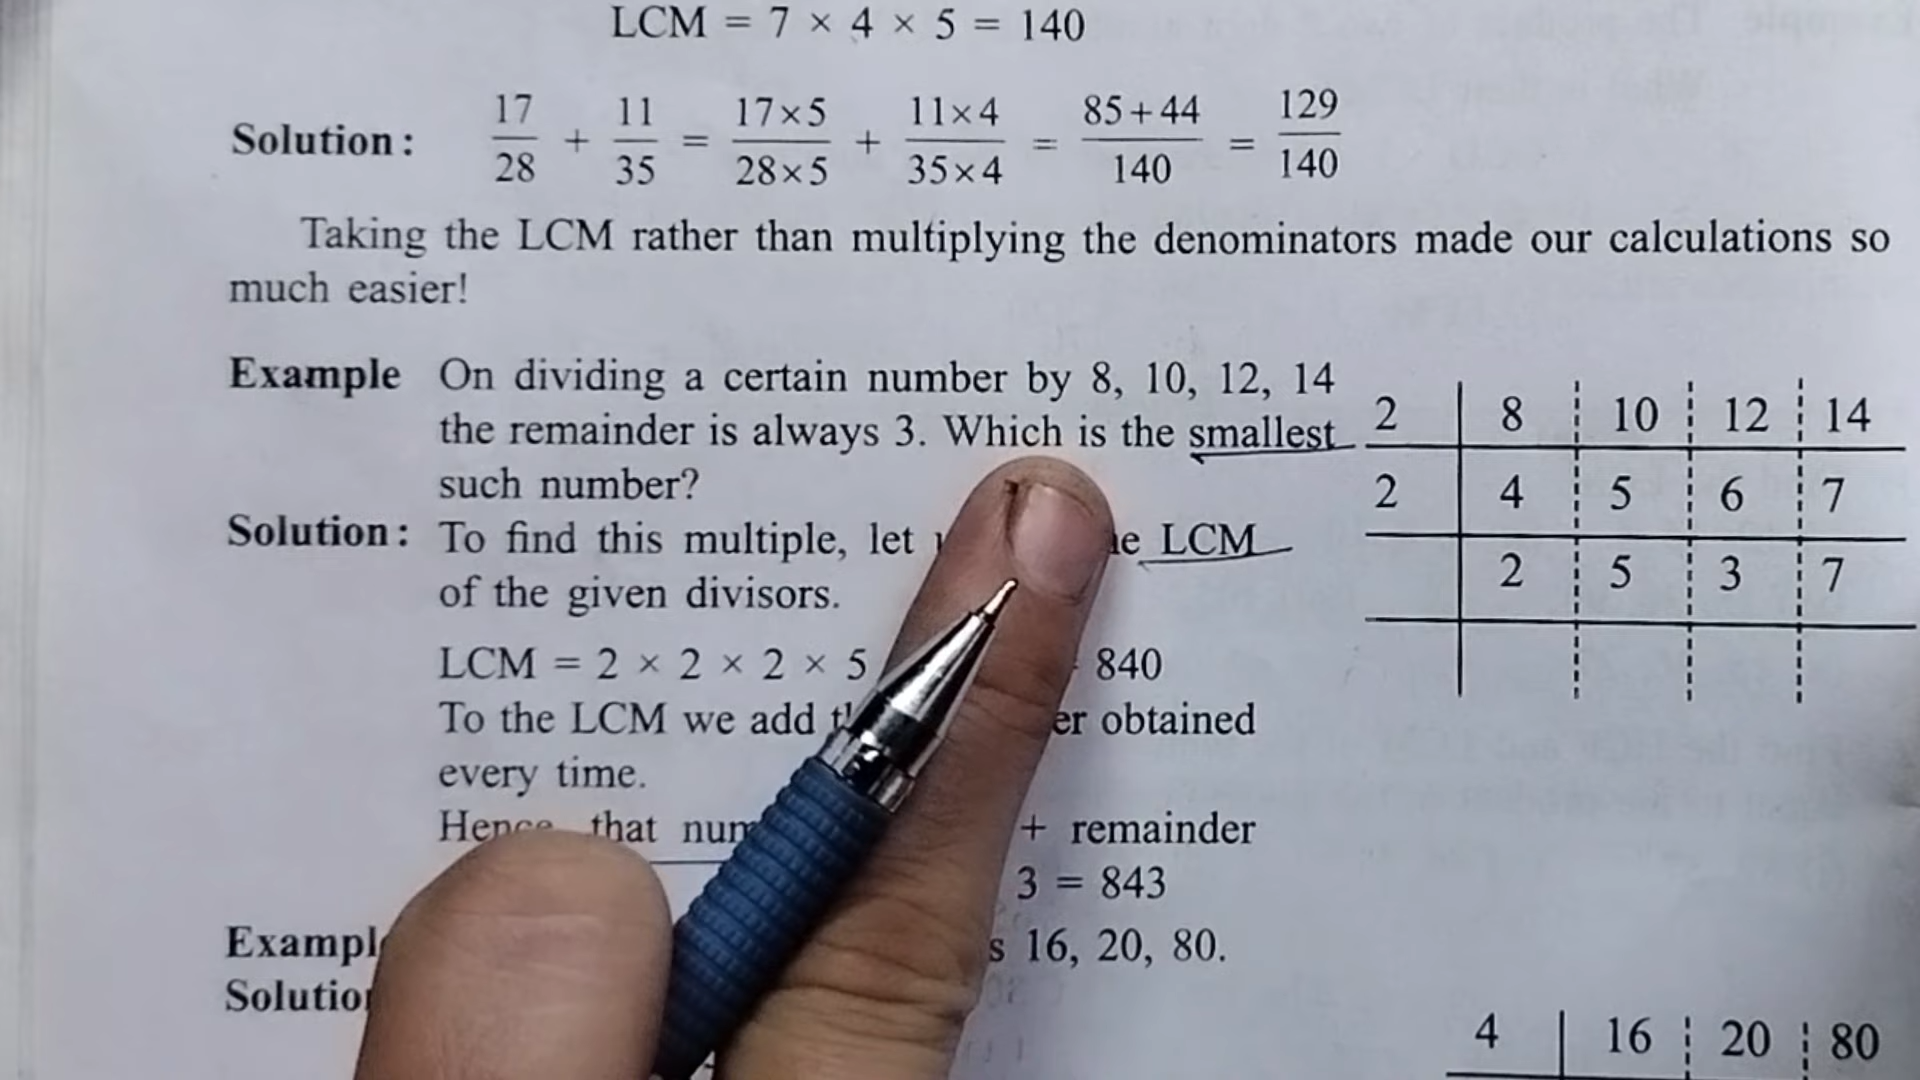 LCM = 7 × 4 × 5 = 140
Solution : 17/28 + 11/35 = 17×5/28×5 + 11×4/35×4 = 85+44/140 = 129/140
Taking the LCM rather than multiplying the denominators made our calculations so
much easier!
Example On dividing a certain number by 8, 10, 12, 14
the remainder is always 3. Which is the smallest
such number?
Solution : To find this multiple, let LCM
of the given divisors.
LCM = 2 × 2 × 2 × 5 840
To the LCM we add obtained
every time.
Hence that + remainder
3 = 843
2 8 10 12 14
2 4 5 6 7
2 5 3 7
16, 20, 80.
4 16 20 80